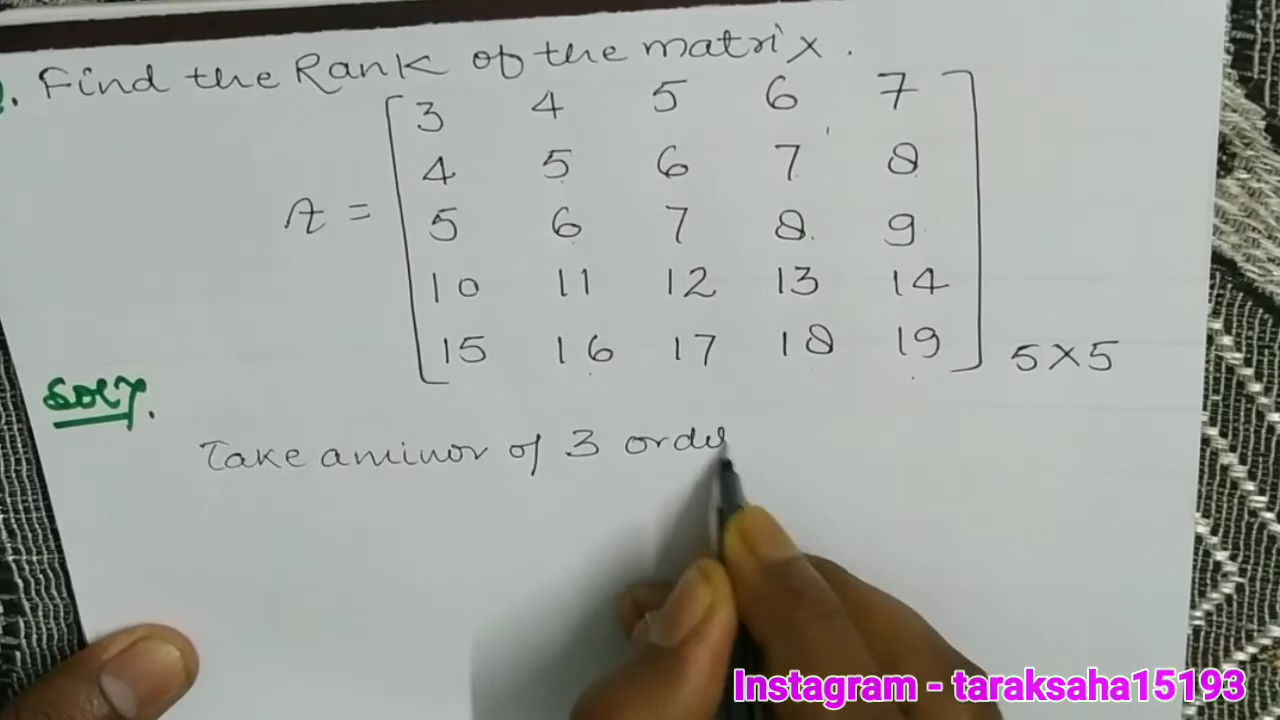 . Find the Rank of the matrix.
A = [ 3 4 5 6 7
4 5 6 7 8
5 6 7 8 9
10 11 12 13 14
15 16 17 18 19 ] 5×5
Soln.
Take a minor of 3 order
Instagram - taraksaha15193